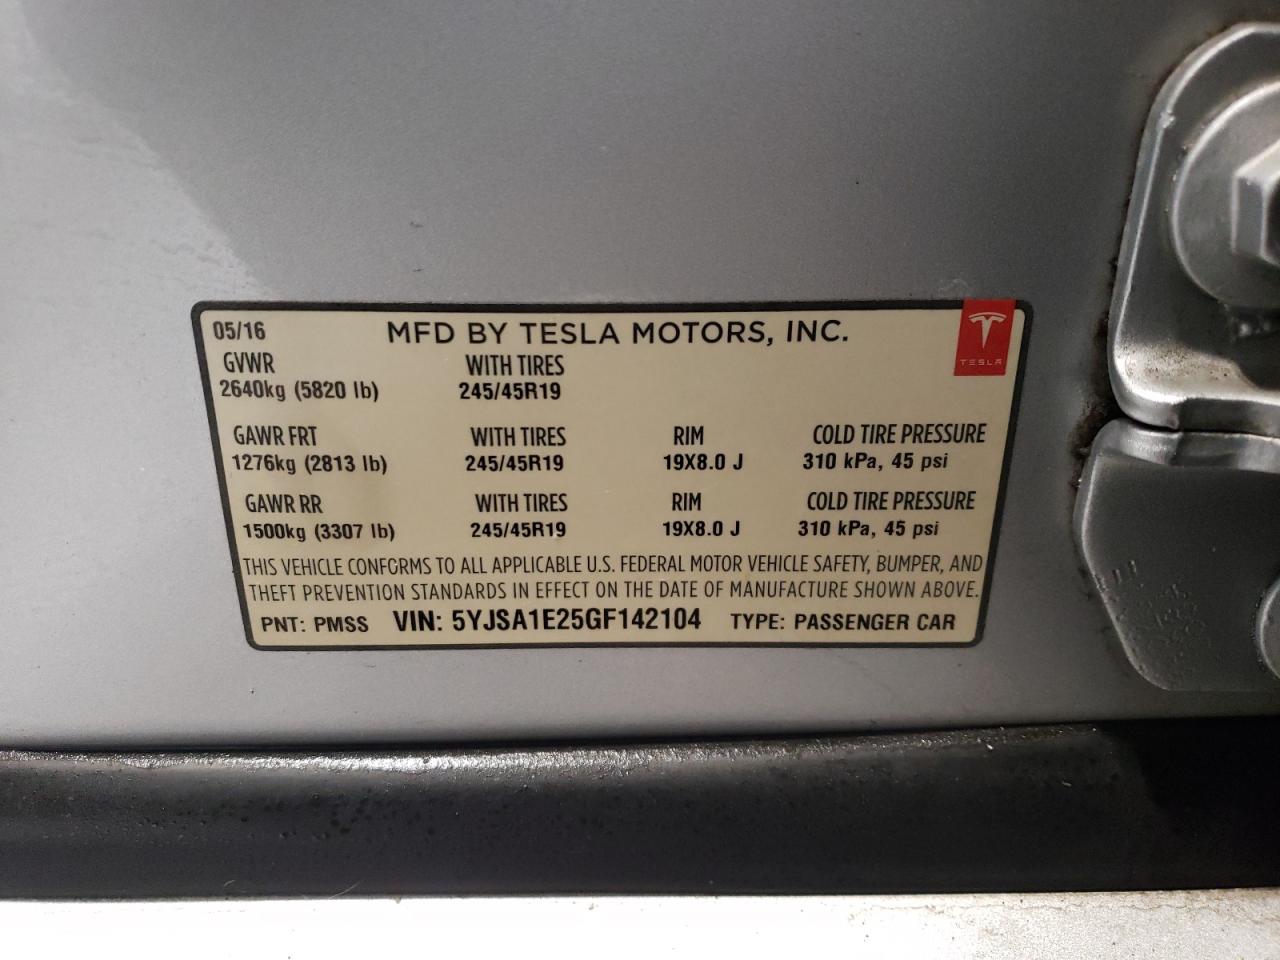 05/16 MFD BY TESLA MOTORS, INC.
TESLA
GVWR WITH TIRES
2640kg (5820 lb) 245/45R19
GAWR FRT WITH TIRES RIM COLD TIRE PRESSURE
1276kg (2813 lb) 245/45R19 19X8.0 J 310 kPa, 45 psi
GAWR RR WITH TIRES RIM COLD TIRE PRESSURE
1500kg (3307 lb) 245/45R19 19X8.0 J 310 kPa, 45 psi
THIS VEHICLE CONFORMS TO ALL APPLICABLE U.S. FEDERAL MOTOR VEHICLE SAFETY, BUMPER, AND
THEFT PREVENTION STANDARDS IN EFFECT ON THE DATE OF MANUFACTURE SHOWN ABOVE.
PNT: PMSS VIN: 5YJSA1E25GF142104 TYPE: PASSENGER CAR